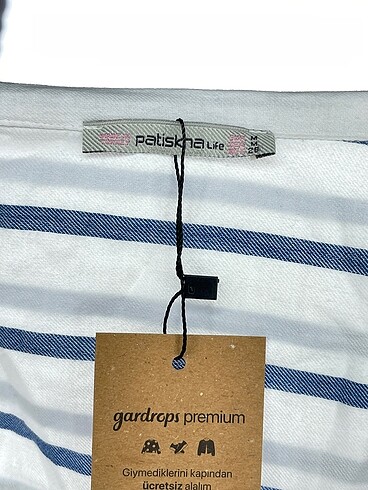 patiskha Life
gardrops premium
Giymediklerini kapından
ücretsiz alalım